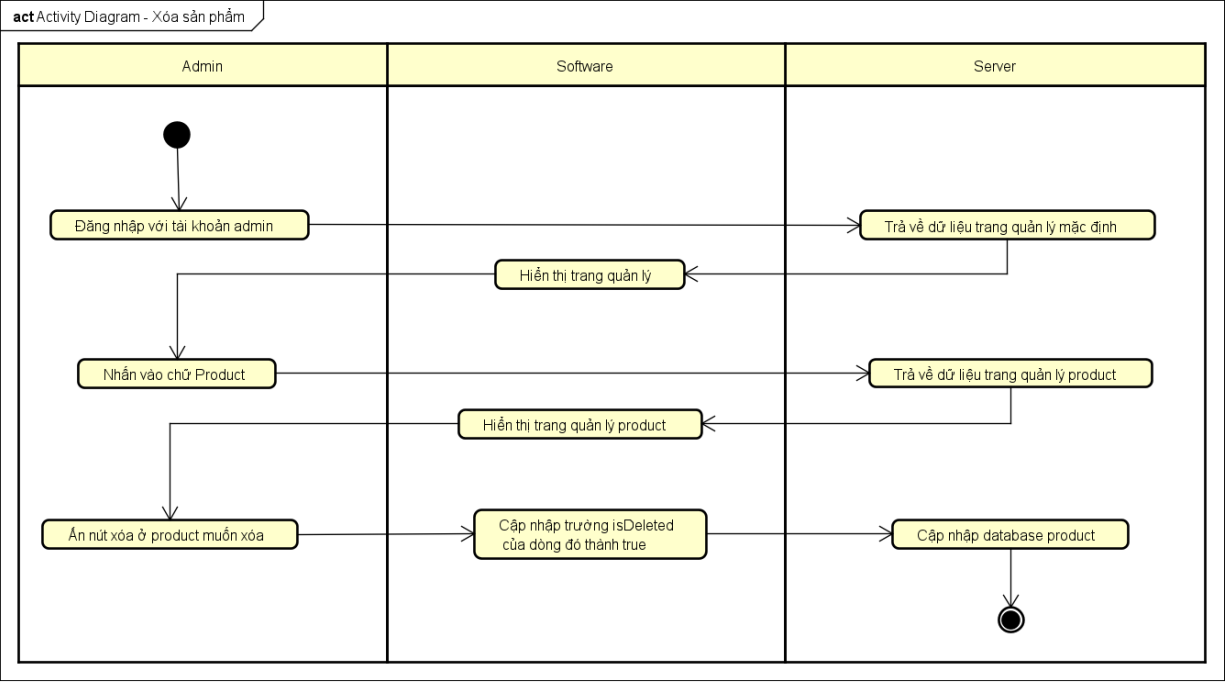 act Activity Diagram - Xóa sản phẩm
Admin
Software
Server
Đăng nhập với tài khoản admin
Trả về dữ liệu trang quản lý mặc định
Hiển thị trang quản lý
Nhấn vào chữ Product
Trả về dữ liệu trang quản lý product
Hiển thị trang quản lý product
Ấn nút xóa ở product muốn xóa
Cập nhập trướng isDeleted
của dòng đó thành true
Cập nhập database product